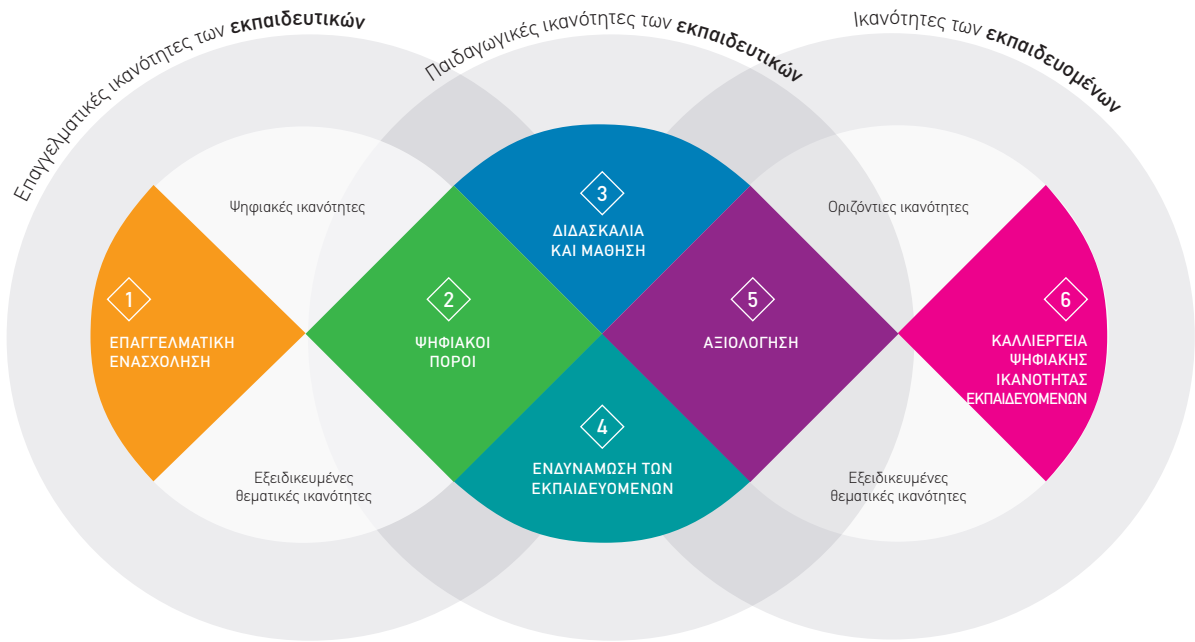 Επαγγελματικές ικανότητες των εκπαιδευτικών
Παιδαγωγικές ικανότητες των εκπαιδευτικών
Ικανότητες των εκπαιδευομένων
Ψηφιακές ικανότητες
Οριζόντιες ικανότητες
1
ΕΠΑΓΓΕΛΜΑΤΙΚΗ
ΕΝΑΣΧΟΛΗΣΗ
2
ΨΗΦΙΑΚΟΙ
ΠΟΡΟΙ
3
ΔΙΔΑΣΚΑΛΙΑ
ΚΑΙ ΜΑΘΗΣΗ
4
ΕΝΔΥΝΑΜΩΣΗ ΤΩΝ
ΕΚΠΑΙΔΕΥΟΜΕΝΩΝ
5
ΑΞΙΟΛΟΓΗΣΗ
6
ΚΑΛΛΙΕΡΓΕΙΑ
ΨΗΦΙΑΚΗΣ
ΙΚΑΝΟΤΗΤΑΣ
ΕΚΠΑΙΔΕΥΟΜΕΝΩΝ
Εξειδικευμένες
θεματικές ικανότητες
Εξειδικευμένες
θεματικές ικανότητες